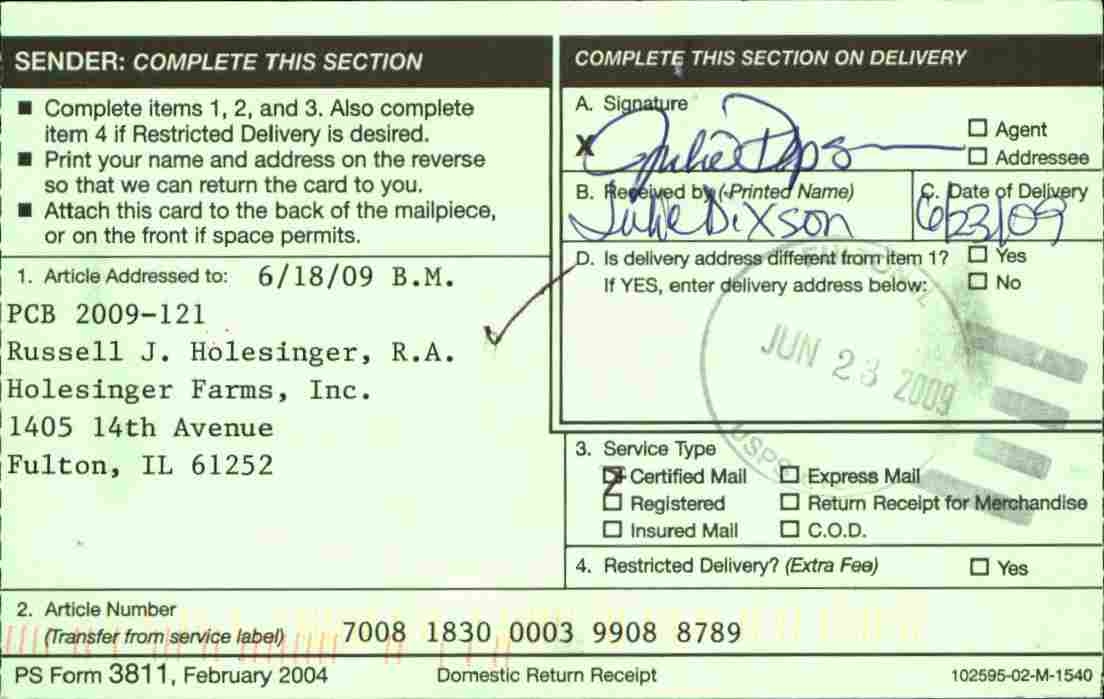 SENDER: COMPLETE THIS SECTION
■ Complete items 1, 2, and 3. Also complete
item 4 if Restricted Delivery is desired.
■ Print your name and address on the reverse
so that we can return the card to you.
■ Attach this card to the back of the mailpiece,
or on the front if space permits.
1. Article Addressed to: 6/18/09 B.M.
PCB 2009-121
Russell J. Holesinger, R.A.
Holesinger Farms, Inc.
1405 14th Avenue
Fulton, IL 61252
COMPLETE THIS SECTION ON DELIVERY
A. Signature
X
☐ Agent
☐ Addressee
B. Received by (Printed Name)
Julie Dixson
C. Date of Delivery
6/23/09
D. Is delivery address different from item 1? ☐ Yes
If YES, enter delivery address below: ☐ No
JUN 23 2009
USPS
3. Service Type
☒ Certified Mail ☐ Express Mail
☐ Registered ☐ Return Receipt for Merchandise
☐ Insured Mail ☐ C.O.D.
4. Restricted Delivery? (Extra Fee) ☐ Yes
2. Article Number
(Transfer from service label) 7008 1830 0003 9908 8789
PS Form 3811, February 2004 Domestic Return Receipt 102595-02-M-1540